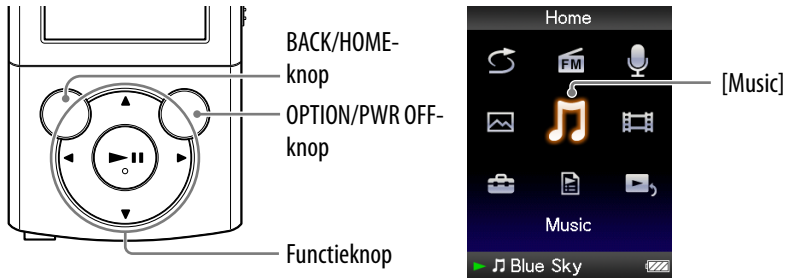 BACK/HOME-
knop
OPTION/PWR OFF-
knop
Functieknop
Home
FM
[Music]
Music
Blue Sky